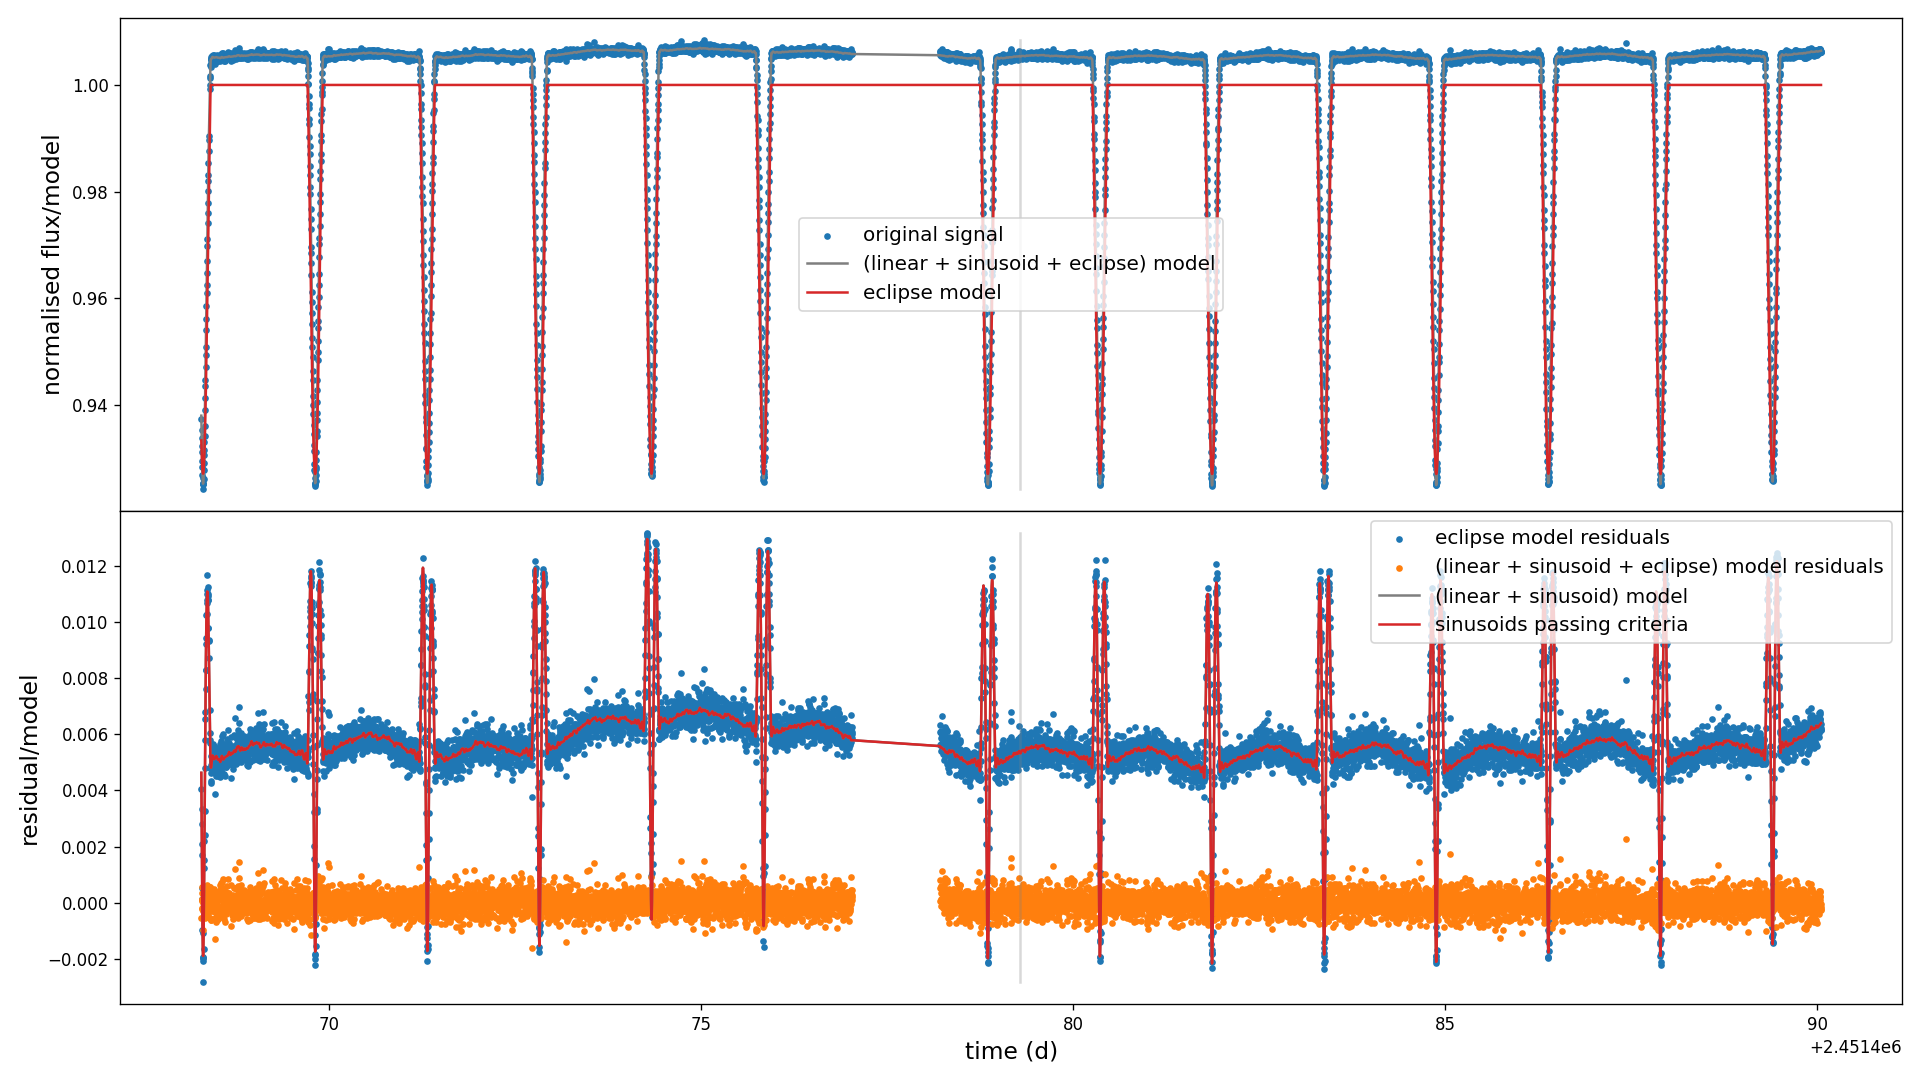 normalised flux/model
1.00
0.98
0.96
0.94
original signal
(linear + sinusoid + eclipse) model
eclipse model
residual/model
0.012
0.010
0.008
0.006
0.004
0.002
0.000
−0.002
eclipse model residuals
(linear + sinusoid + eclipse) model residuals
(linear + sinusoid) model
sinusoids passing criteria
70
75
80
85
90
time (d)
+2.4514e6